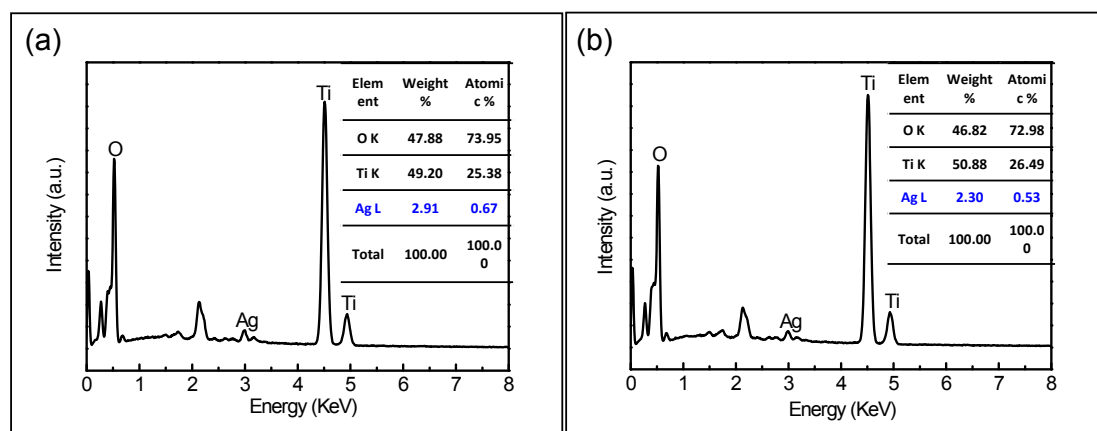 (a)
Elem Weight Atomi
ent % c %
O K 47.88 73.95
Ti K 49.20 25.38
Ag L 2.91 0.67
Total 100.00 100.0
0
O
Ag
Ti
Ti
Intensity (a.u.)
0 1 2 3 4 5 6 7 8
Energy (KeV)
(b)
Elem Weight Atomi
ent % c %
O K 46.82 72.98
Ti K 50.88 26.49
Ag L 2.30 0.53
Total 100.00 100.0
0
O
Ag
Ti
Ti
Intensity (a.u.)
0 1 2 3 4 5 6 7 8
Energy (KeV)